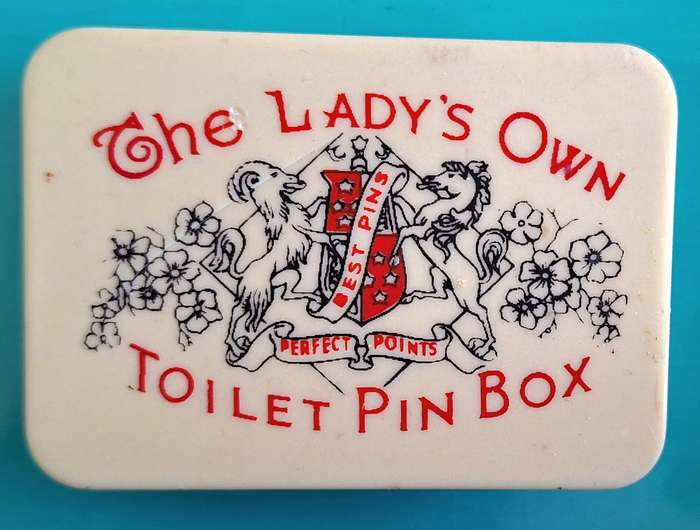 The LADY'S OWN
BEST PINS
PERFECT POINTS
TOILET PIN BOX